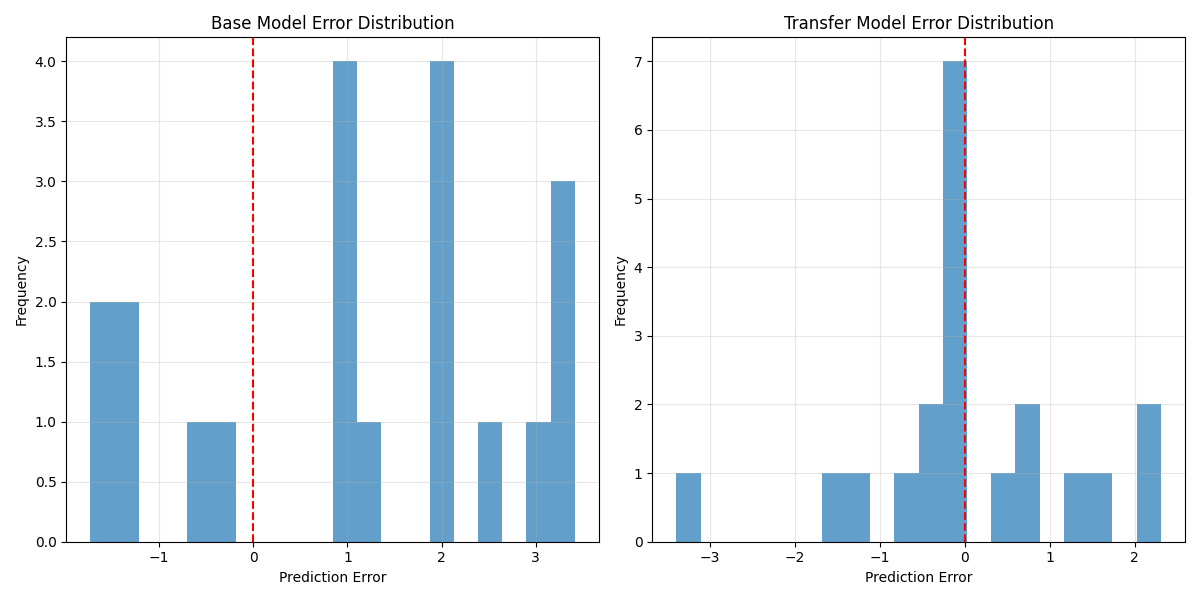 Base Model Error Distribution
Frequency
4.0
3.5
3.0
2.5
2.0
1.5
1.0
0.5
0.0
−1 0 1 2 3
Prediction Error
Transfer Model Error Distribution
Frequency
7
6
5
4
3
2
1
0
−3 −2 −1 0 1 2
Prediction Error